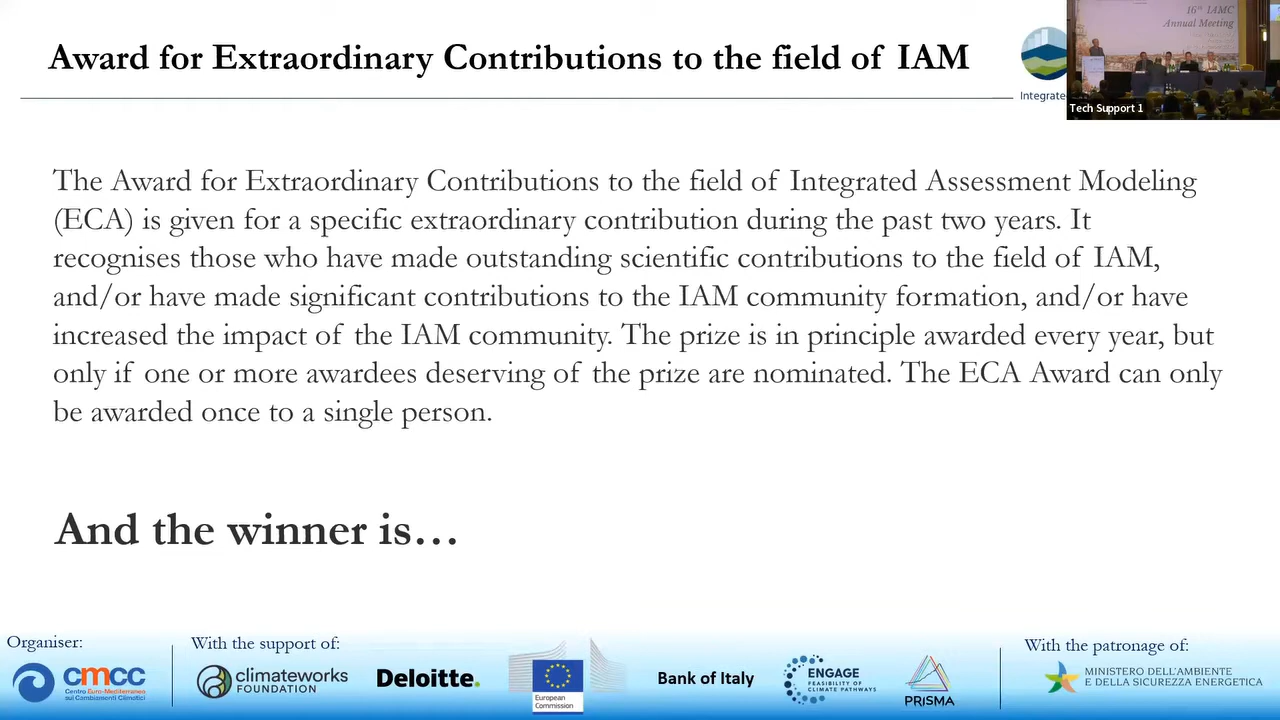 Award for Extraordinary Contributions to the field of IAM
Integrate
16th IAMC
Annual Meeting
Tech Support 1
The Award for Extraordinary Contributions to the field of Integrated Assessment Modeling
(ECA) is given for a specific extraordinary contribution during the past two years. It
recognises those who have made outstanding scientific contributions to the field of IAM,
and/or have made significant contributions to the IAM community formation, and/or have
increased the impact of the IAM community. The prize is in principle awarded every year, but
only if one or more awardees deserving of the prize are nominated. The ECA Award can only
be awarded once to a single person.
And the winner is…
Organiser:
cmcc
Centro Euro-Mediterraneo
sui Cambiamenti Climatici
With the support of:
climateworks
FOUNDATION
Deloitte.
European
Commission
Bank of Italy
ENGAGE
FEASIBILITY OF
CLIMATE PATHWAYS
PRISMA
With the patronage of:
MINISTERO DELL'AMBIENTE
E DELLA SICUREZZA ENERGETICA